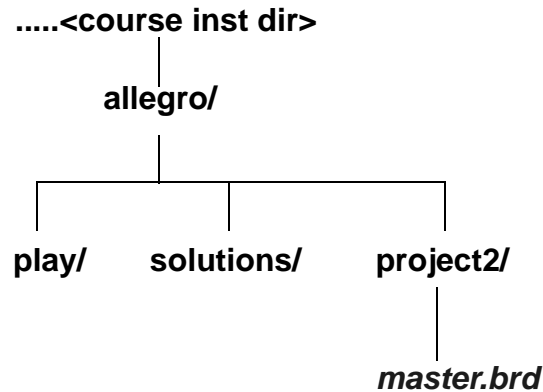 .....<course inst dir>
allegro/
play/ solutions/ project2/
master.brd